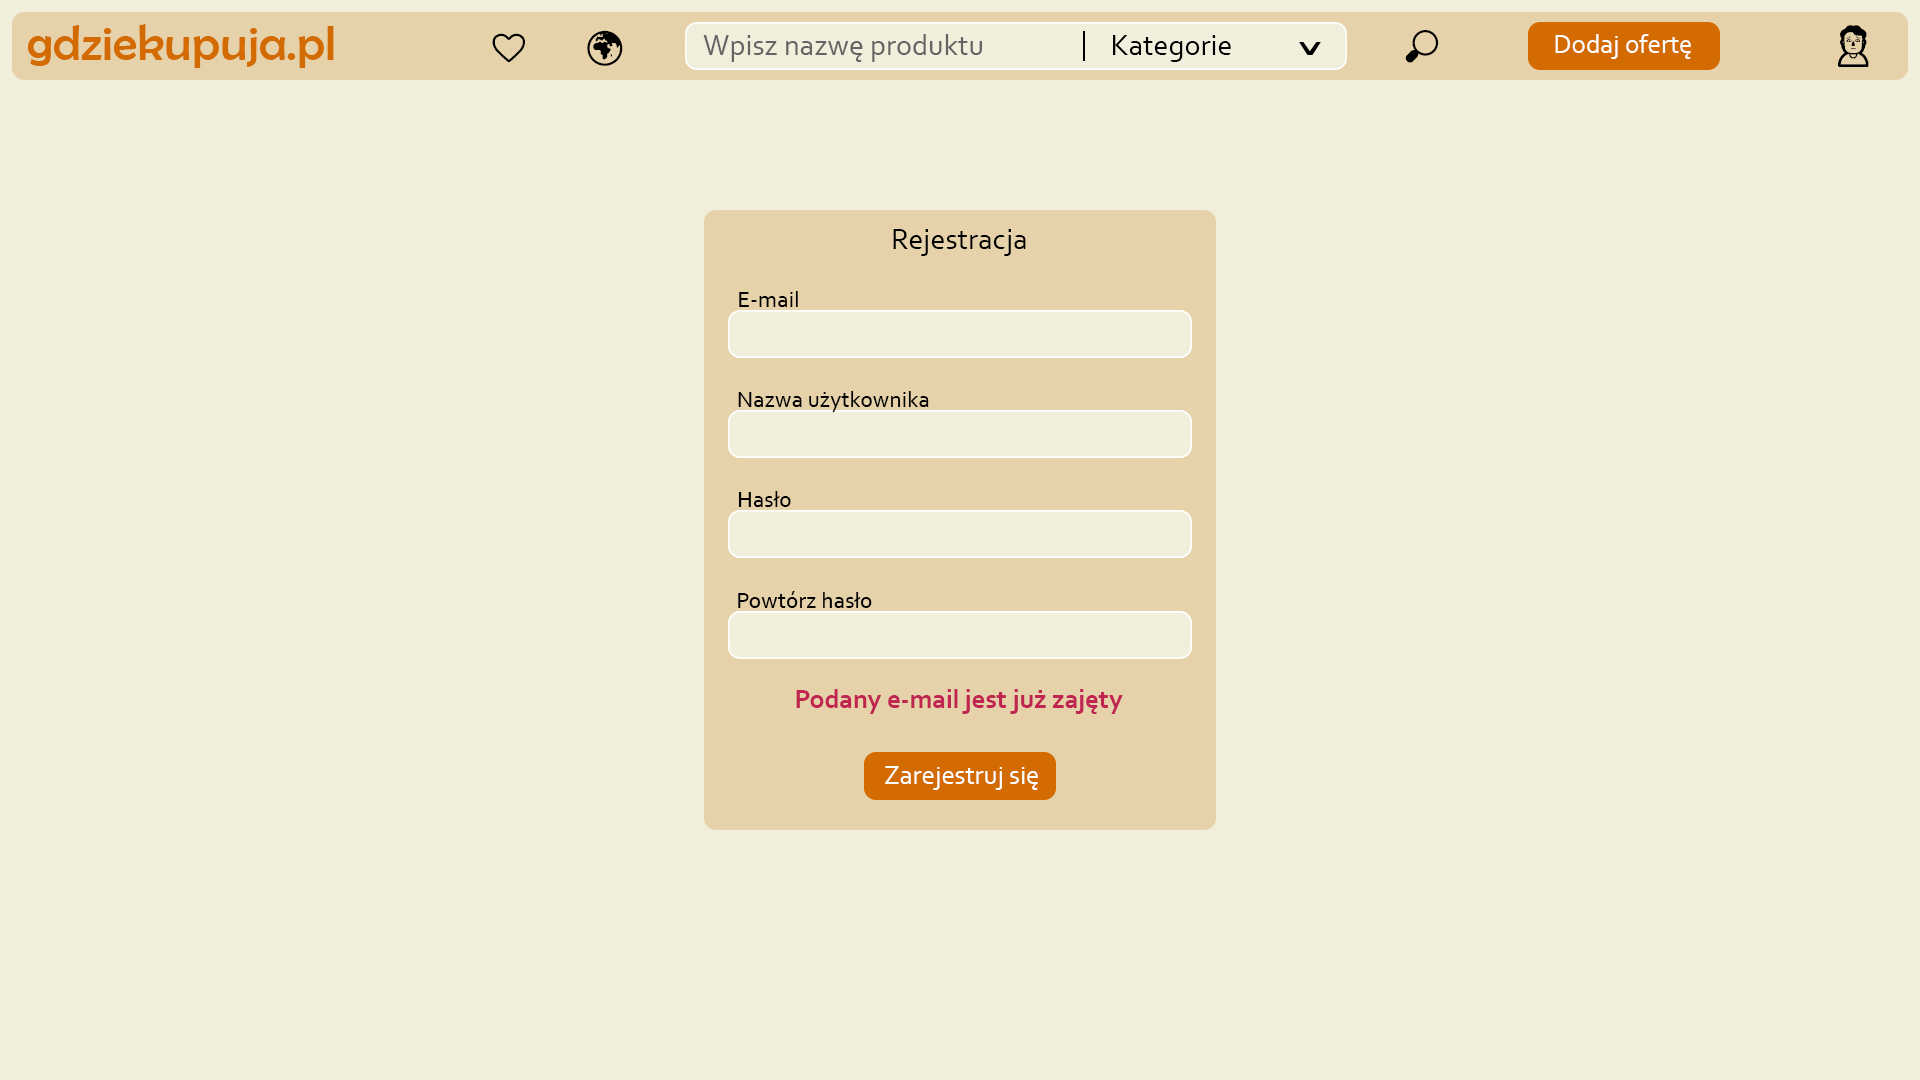 gdziekupuja.pl
Wpisz nazwę produktu
Kategorie
Dodaj ofertę
Rejestracja
E-mail
Nazwa użytkownika
Hasło
Powtórz hasło
Podany e-mail jest już zajęty
Zarejestruj się